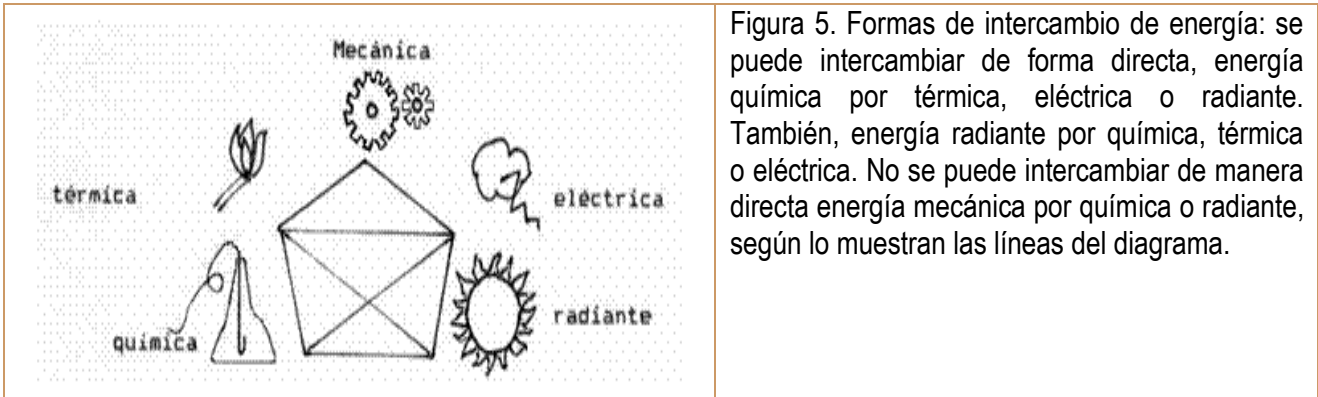 Mecánica
térmica
eléctrica
química
radiante
Figura 5. Formas de intercambio de energía: se
puede intercambiar de forma directa, energía
química por térmica, eléctrica o radiante.
También, energía radiante por química, térmica
o eléctrica. No se puede intercambiar de manera
directa energía mecánica por química o radiante,
según lo muestran las líneas del diagrama.